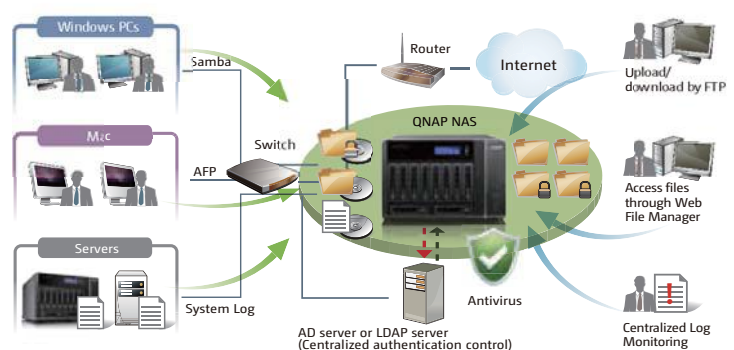 Windows PCs
Samba
Router
Internet
Upload/
download by FTP
QNAP NAS
Mac
Switch
AFP
Access files
through Web
File Manager
Servers
System Log
Antivirus
AD server or LDAP server
(Centralized authentication control)
Centralized Log
Monitoring